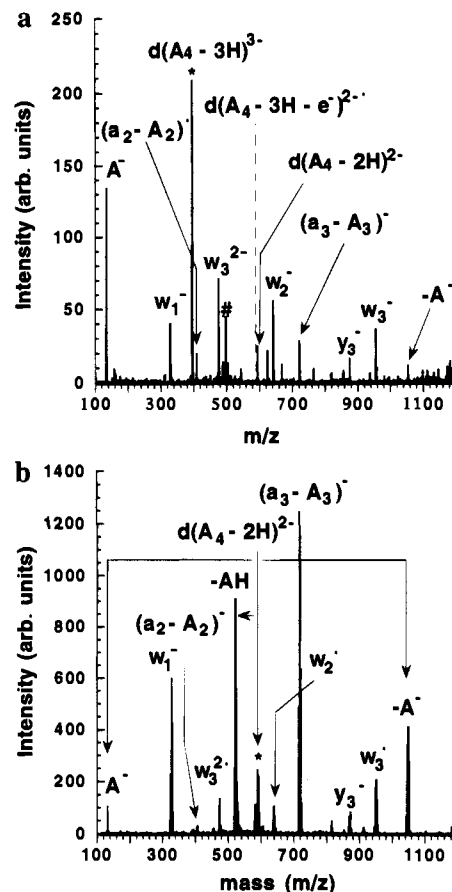 a
d(A4 - 3H)3-
*
d(A4 - 3H - e-)2-·
(a2 - A2)·
A-
d(A4 - 2H)2-
(a3 - A3)-
w3 2-
w2-
w1-
#
w3-
-A-
y3-
Intensity (arb. units)
250
200
150
100
50
0
100 300 500 700 900 1100
m/z
b
(a3 - A3)-
d(A4 - 2H)2-
-AH
(a2 - A2)-
w1-
w2·
-A-
w3 2·
*
A-
w3·
y3-
Intensity (arb. units)
1400
1200
1000
800
600
400
200
0
100 300 500 700 900 1100
mass (m/z)